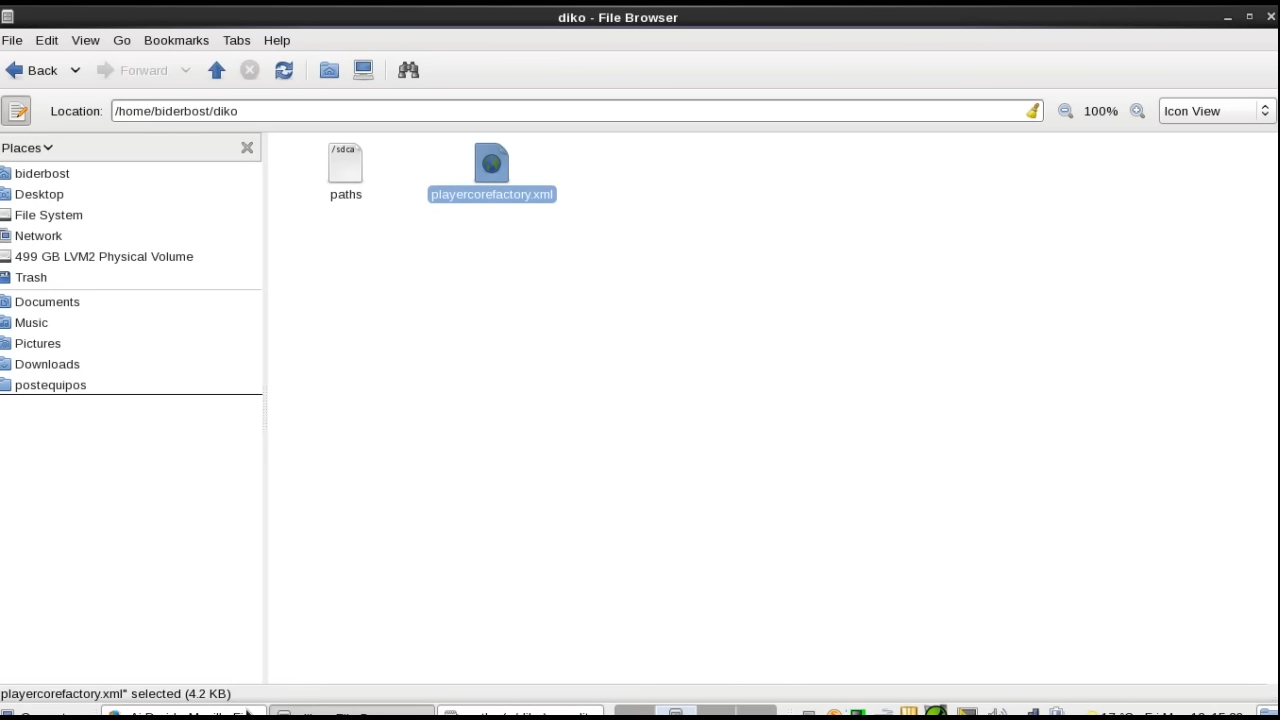 diko - File Browser
File Edit View Go Bookmarks Tabs Help
Back Forward
Location: /home/biderbost/diko 100% Icon View
Places
biderbost
Desktop
File System
Network
499 GB LVM2 Physical Volume
Trash
Documents
Music
Pictures
Downloads
postequipos
/sdca
paths
playercorefactory.xml
playercorefactory.xml" selected (4.2 KB)